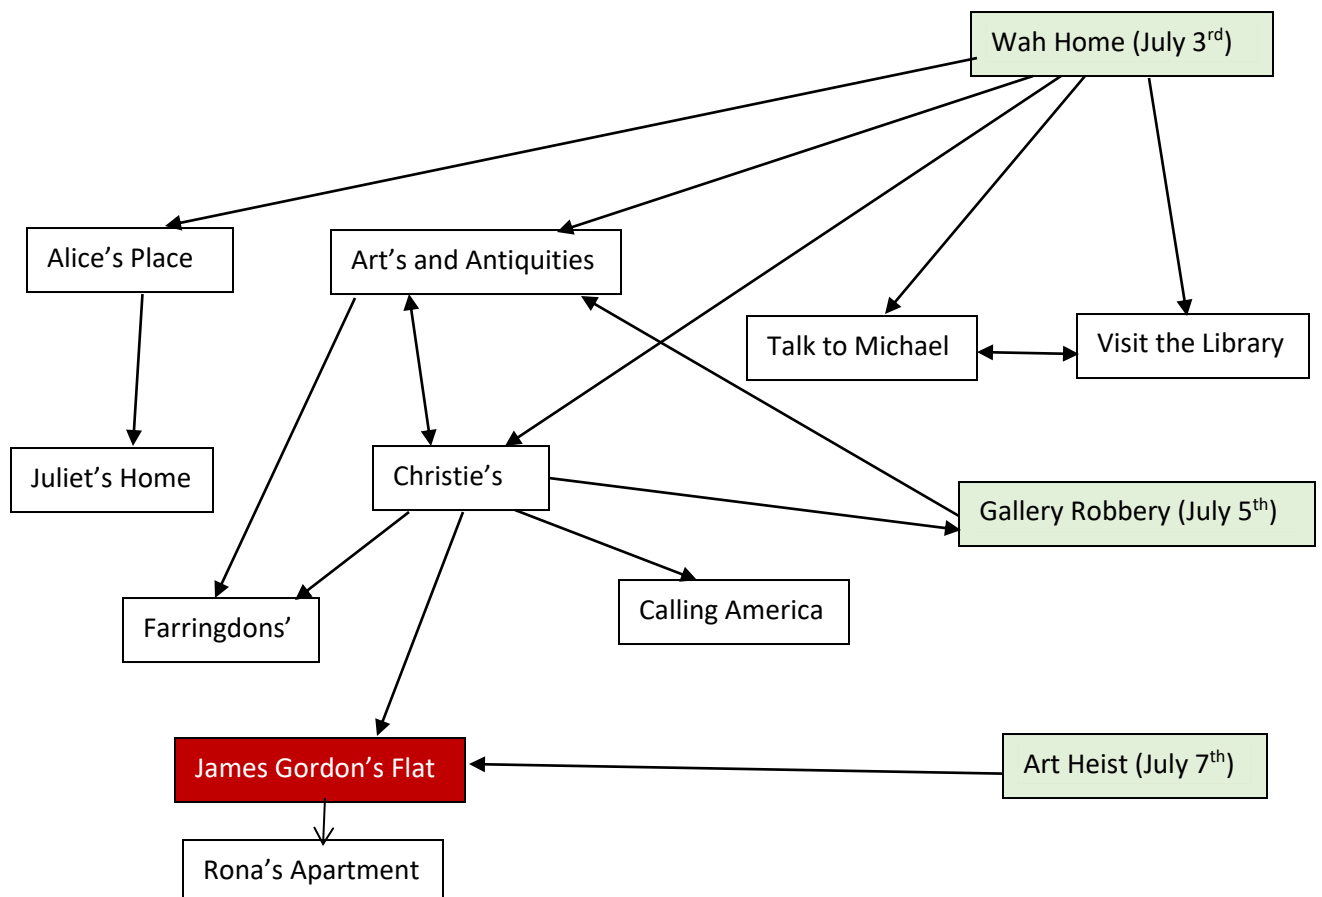 Wah Home (July 3rd)
Alice’s Place
Art’s and Antiquities
Talk to Michael
Visit the Library
Juliet’s Home
Christie’s
Gallery Robbery (July 5th)
Farringdons’
Calling America
James Gordon’s Flat
Art Heist (July 7th)
Rona’s Apartment